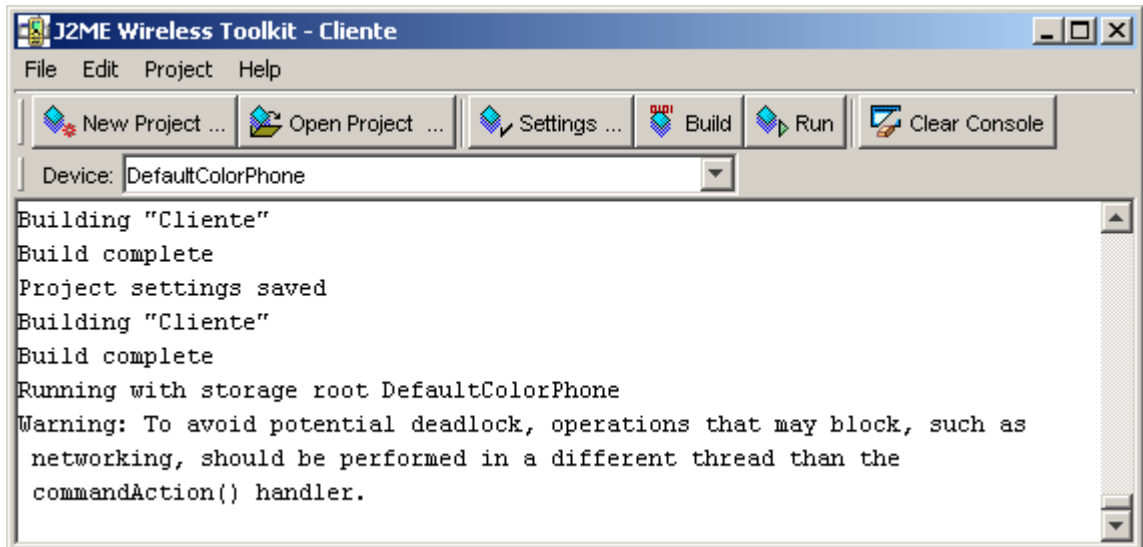 J2ME Wireless Toolkit - Cliente
File Edit Project Help
New Project ... Open Project ... Settings ... Build Run Clear Console
Device: DefaultColorPhone
Building "Cliente"
Build complete
Project settings saved
Building "Cliente"
Build complete
Running with storage root DefaultColorPhone
Warning: To avoid potential deadlock, operations that may block, such as
networking, should be performed in a different thread than the
commandAction() handler.